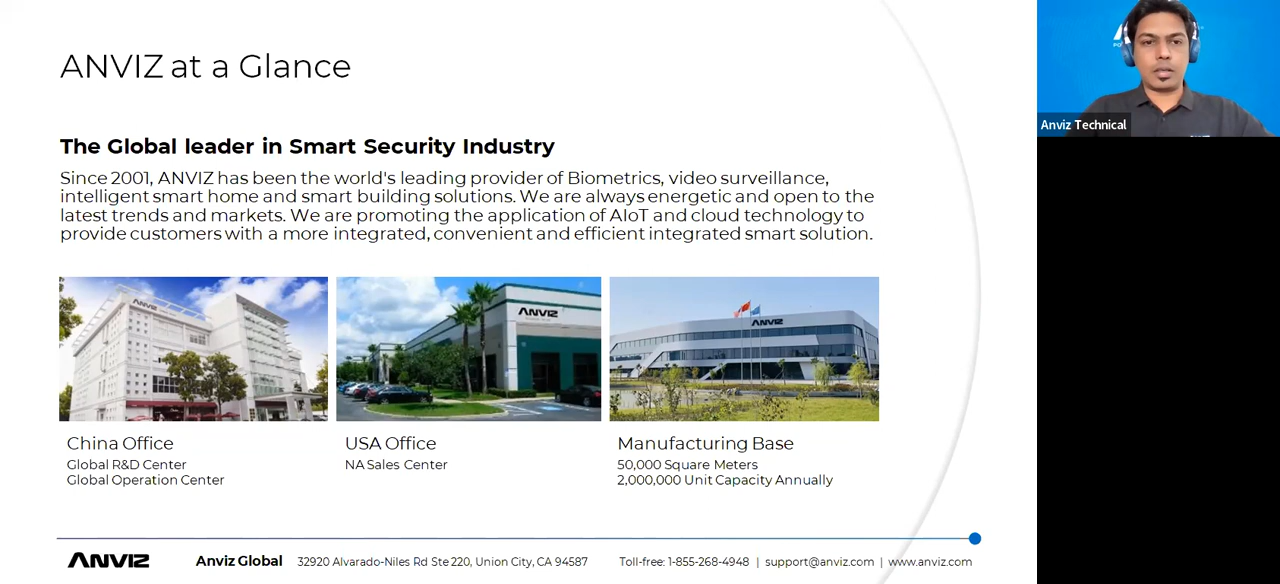 ANVIZ at a Glance
The Global leader in Smart Security Industry
Since 2001, ANVIZ has been the world's leading provider of Biometrics, video surveillance,
intelligent smart home and smart building solutions. We are always energetic and open to the
latest trends and markets. We are promoting the application of AIoT and cloud technology to
provide customers with a more integrated, convenient and efficient integrated smart solution.
ANVIZ
ANVIZ
ANVIZ
China Office
Global R&D Center
Global Operation Center
USA Office
NA Sales Center
Manufacturing Base
50,000 Square Meters
2,000,000 Unit Capacity Annually
ANVIZ
Anviz Global
32920 Alvarado-Niles Rd Ste 220, Union City, CA 94587
Toll-free: 1-855-268-4948 | support@anviz.com | www.anviz.com
Anviz Technical